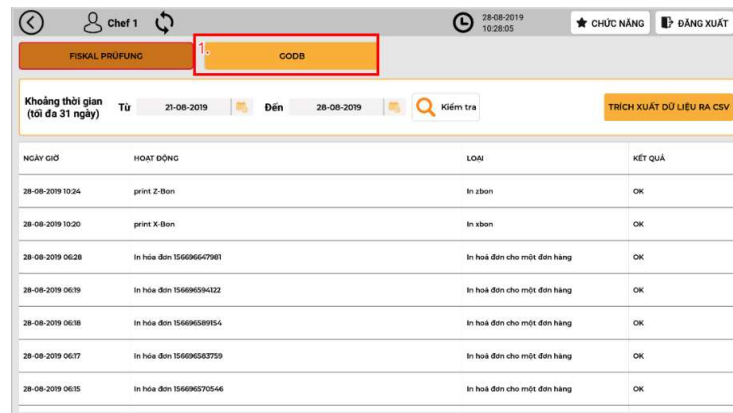 Chef 1
28-08-2019
10:28:05
CHỨC NĂNG
ĐĂNG XUẤT
FISKAL PRÜFUNG
1.
GODB
Khoảng thời gian
(tối đa 31 ngày)
Từ
21-08-2019
Đến
28-08-2019
Kiểm tra
TRÍCH XUẤT DỮ LIỆU RA CSV
NGÀY GIỜ HOẠT ĐỘNG LOẠI KẾT QUẢ
28-08-2019 10:24 print Z-Bon In zbon OK
28-08-2019 10:20 print X-Bon In xbon OK
28-08-2019 06:28 In hóa đơn 156696647981 In hoá đơn cho một đơn hàng OK
28-08-2019 06:19 In hóa đơn 156696594122 In hoá đơn cho một đơn hàng OK
28-08-2019 06:18 In hóa đơn 156696589154 In hoá đơn cho một đơn hàng OK
28-08-2019 06:17 In hóa đơn 156696583759 In hoá đơn cho một đơn hàng OK
28-08-2019 06:15 In hóa đơn 156696570546 In hoá đơn cho một đơn hàng OK